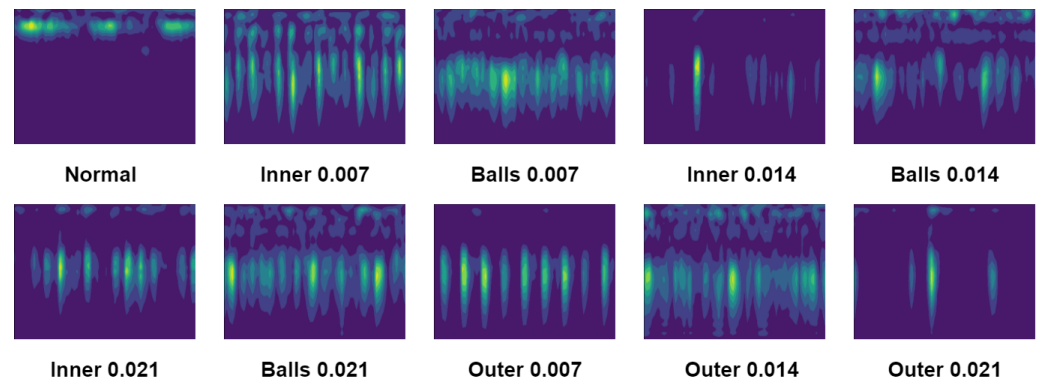 Normal
Inner 0.007
Balls 0.007
Inner 0.014
Balls 0.014
Inner 0.021
Balls 0.021
Outer 0.007
Outer 0.014
Outer 0.021